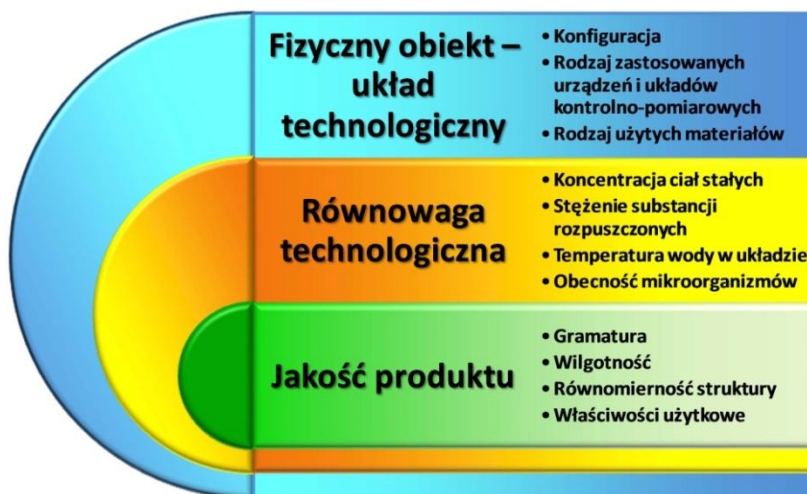 Fizyczny obiekt –
układ
technologiczny
• Konfiguracja
• Rodzaj zastosowanych
urządzeń i układów
kontrolno-pomiarowych
• Rodzaj użytych materiałów
Równowaga
technologiczna
• Koncentracja ciał stałych
• Stężenie substancji
rozpuszczonych
• Temperatura wody w układzie
• Obecność mikroorganizmów
Jakość produktu
• Gramatura
• Wilgotność
• Równomierność struktury
• Właściwości użytkowe